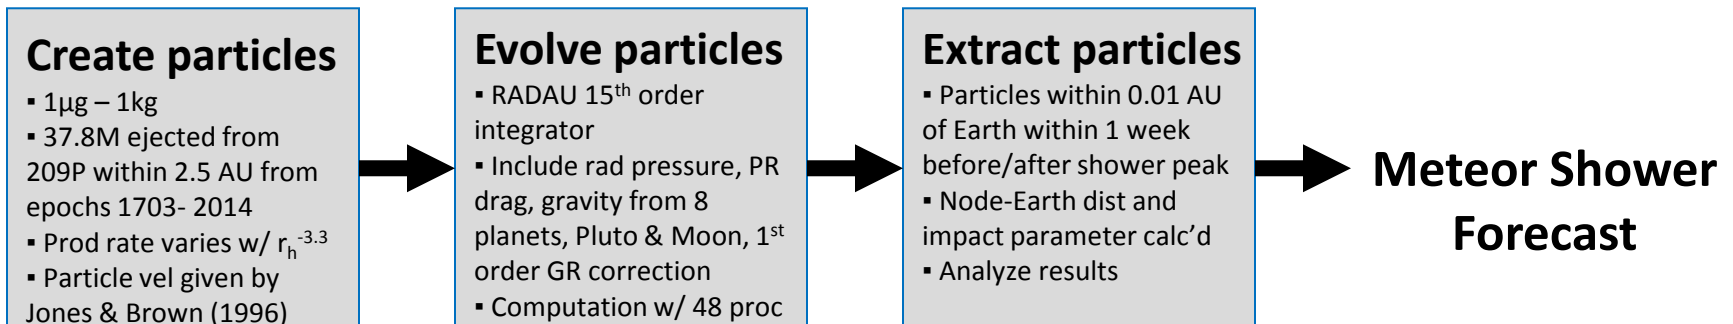 Create particles
▪ 1µg – 1kg
▪ 37.8M ejected from
209P within 2.5 AU from
epochs 1703- 2014
▪ Prod rate varies w/ rh-3.3
▪ Particle vel given by
Jones & Brown (1996)
Evolve particles
▪ RADAU 15th order
integrator
▪ Include rad pressure, PR
drag, gravity from 8
planets, Pluto & Moon, 1st
order GR correction
▪ Computation w/ 48 proc
Extract particles
▪ Particles within 0.01 AU
of Earth within 1 week
before/after shower peak
▪ Node-Earth dist and
impact parameter calc’d
▪ Analyze results
Meteor Shower
Forecast